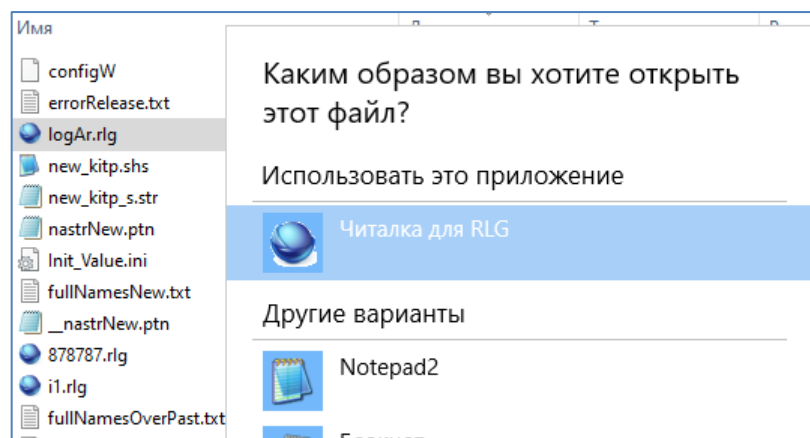 Имя
configW
errorRelease.txt
logAr.rlg
new_kitp.shs
new_kitp_s.str
nastrNew.ptn
Init_Value.ini
fullNamesNew.txt
__nastrNew.ptn
878787.rlg
i1.rlg
fullNamesOverPast.txt
Каким образом вы хотите открыть
этот файл?
Использовать это приложение
Читалка для RLG
Другие варианты
Notepad2